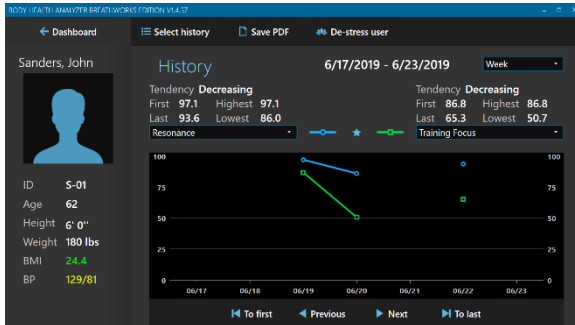 BODY HEALTH ANALYZER BREATHWORKS EDITION V1.4.57
Dashboard Select history Save PDF De-stress user
Sanders, John
History 6/17/2019 - 6/23/2019 Week
Tendency Decreasing Tendency Decreasing
First 97.1 Highest 97.1 First 86.8 Highest 86.8
Last 93.6 Lowest 86.0 Last 65.3 Lowest 50.7
Resonance Training Focus
100 100
75 75
50 50
25 25
0 0
06/17 06/18 06/19 06/20 06/21 06/22 06/23
ID S-01
Age 62
Height 6' 0"
Weight 180 lbs
BMI 24.4
BP 129/81
To first Previous Next To last